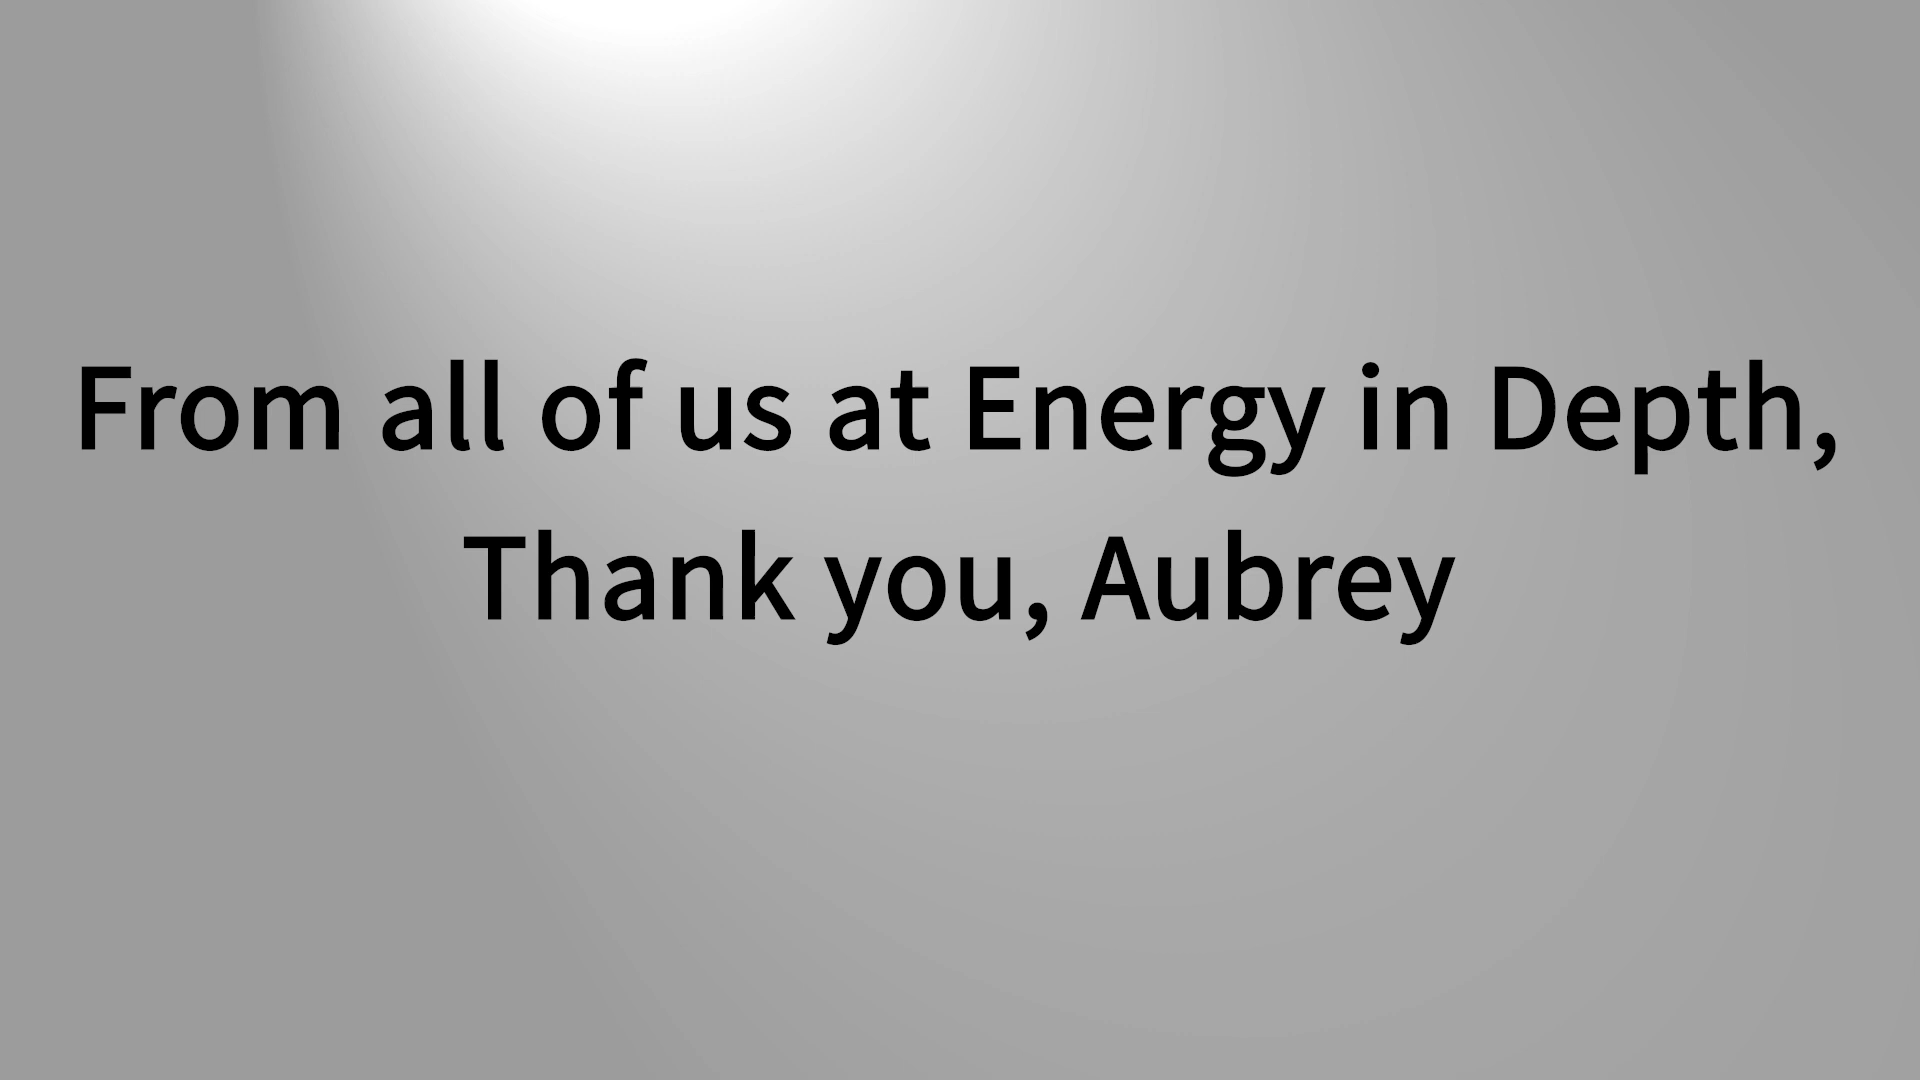 From all of us at Energy in Depth,
Thank you, Aubrey